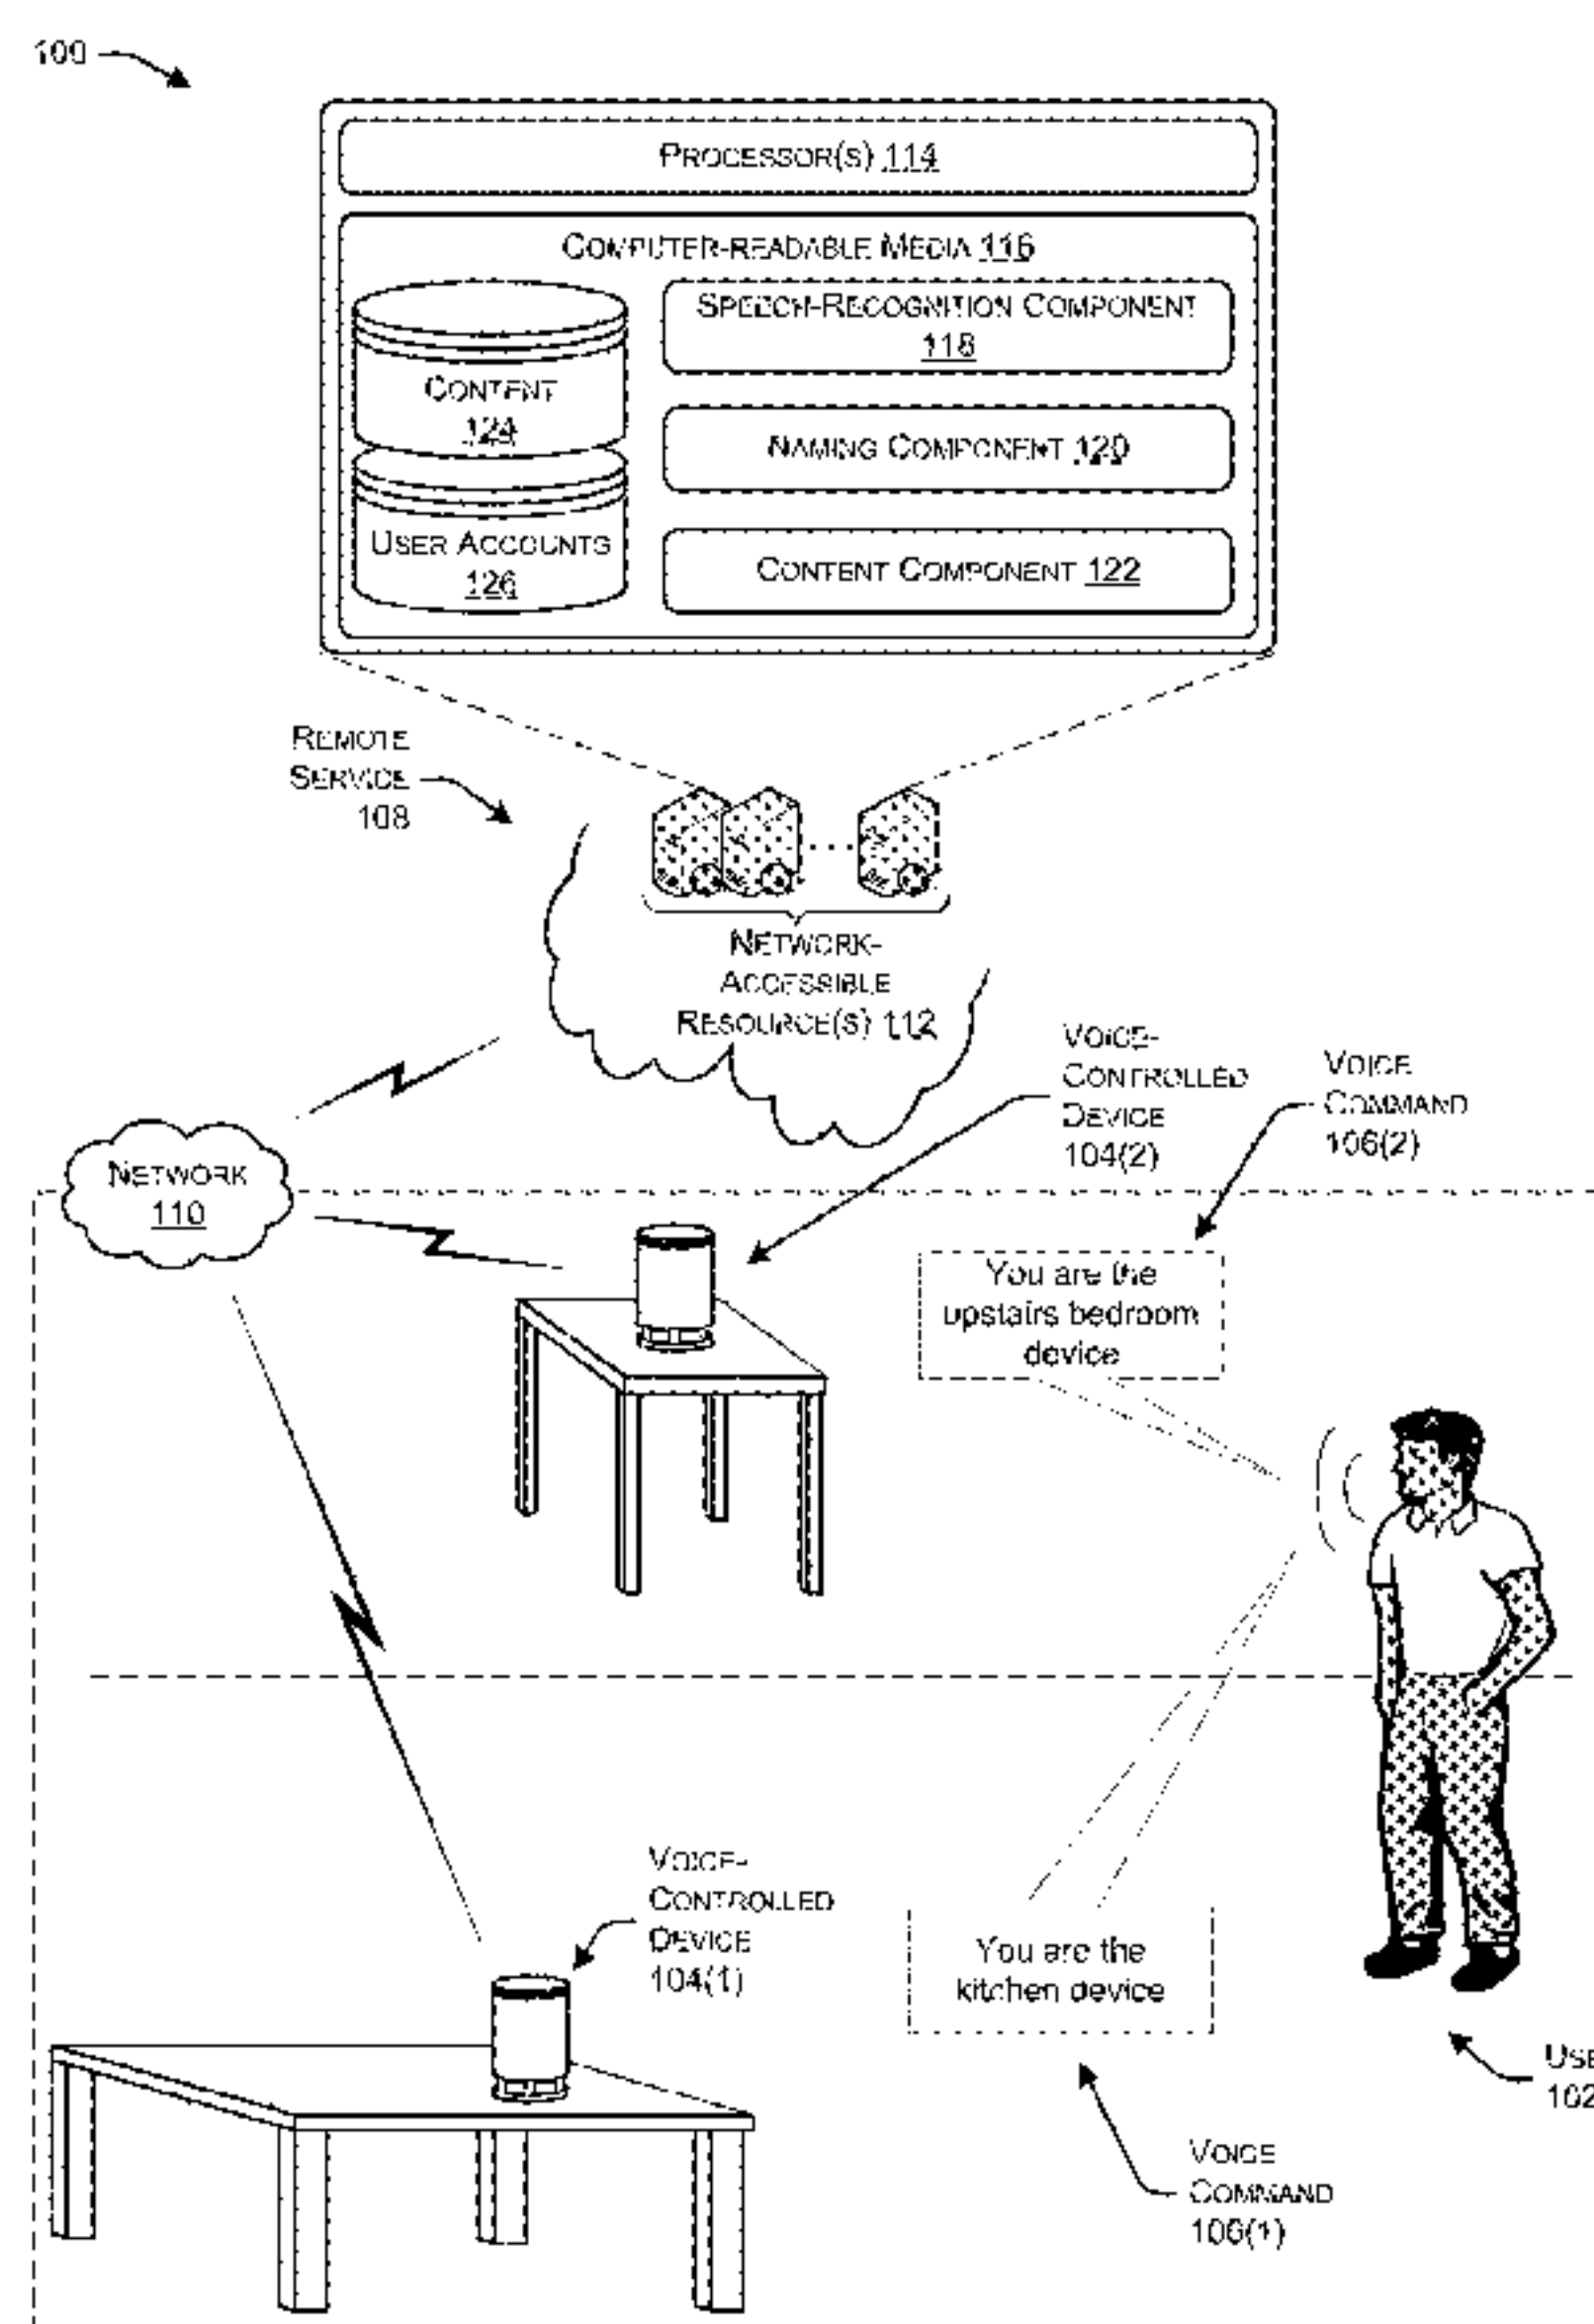 100
PROCESSOR(S) 114
COMPUTER-READABLE MEDIA 116
SPEECH-RECOGNITION COMPONENT
118
CONTENT
124
NAMING COMPONENT 120
USER ACCOUNTS
126
CONTENT COMPONENT 122
REMOTE
SERVICE
108
NETWORK-
ACCESSIBLE
RESOURCE(S) 112
VOICE-
CONTROLLED
DEVICE
104(2)
VOICE
COMMAND
106(2)
NETWORK
110
You are the
upstairs bedroom
device
VOICE-
CONTROLLED
DEVICE
104(1)
You are the
kitchen device
USE
102
VOICE
COMMAND
106(1)